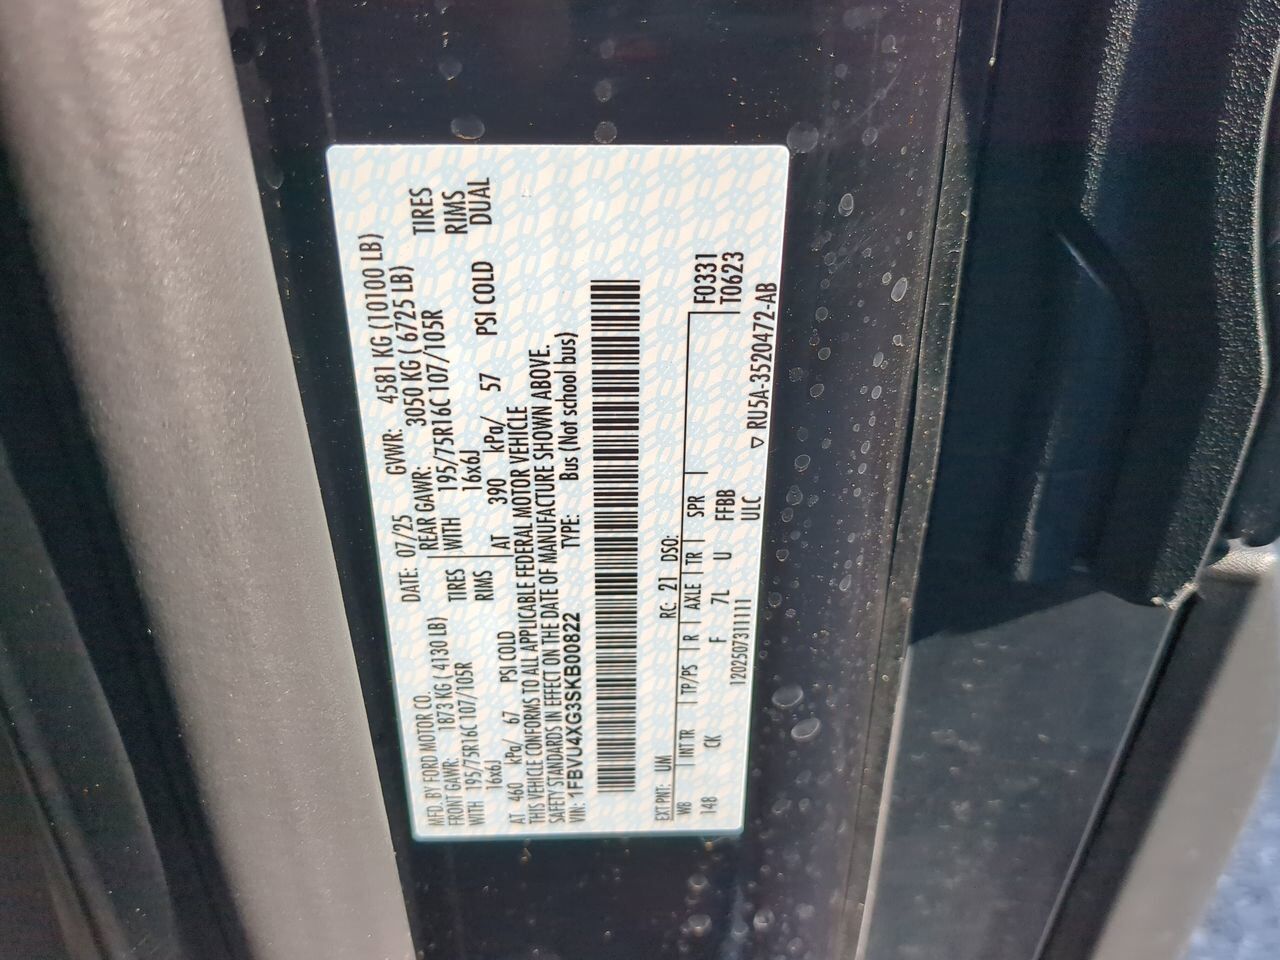 MFD. BY FORD MOTOR CO. DATE: 07/25 GVWR: 4581 KG (10100 LB)
FRONT GAWR: 1873 KG (4130 LB) REAR GAWR: 3050 KG (6725 LB)
WITH 195/75R16C 107/105R TIRES WITH 195/75R16C 107/105R TIRES
16x6J RIMS 16x6J RIMS
AT 460 kPa/ 67 PSI COLD AT 390 kPa/ 57 PSI COLD DUAL
THIS VEHICLE CONFORMS TO ALL APPLICABLE FEDERAL MOTOR VEHICLE
SAFETY STANDARDS IN EFFECT ON THE DATE OF MANUFACTURE SHOWN ABOVE.
VIN: 1FBVU4XG3SKB00822 TYPE: Bus (Not school bus)
EXT PNT: UM RC: 21 DSO:
WB INT TR TP/PS R AXLE TR SPR F0331
148 CK F 7L U FFBB T0623
1202507311111 ULC
▽ RU5A-3520472-AB